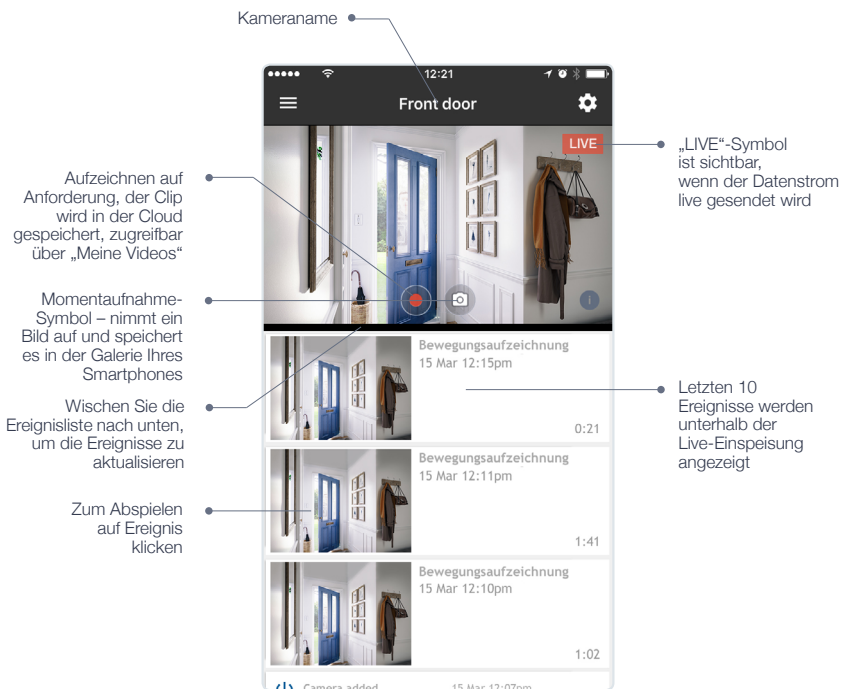 Kameraname
12:21
Front door
LIVE
„LIVE“-Symbol
ist sichtbar,
wenn der Datenstrom
live gesendet wird
Aufzeichnen auf
Anforderung, der Clip
wird in der Cloud
gespeichert, zugreifbar
über „Meine Videos“
Momentaufnahme-
Symbol – nimmt ein
Bild auf und speichert
es in der Galerie Ihres
Smartphones
Wischen Sie die
Ereignisliste nach unten,
um die Ereignisse zu
aktualisieren
Zum Abspielen
auf Ereignis
klicken
i
Bewegungsaufzeichnung
15 Mar 12:15pm
0:21
Letzten 10
Ereignisse werden
unterhalb der
Live-Einspeisung
angezeigt
Bewegungsaufzeichnung
15 Mar 12:11pm
1:41
Bewegungsaufzeichnung
15 Mar 12:10pm
1:02
Camera added 15 Mar 12:07pm